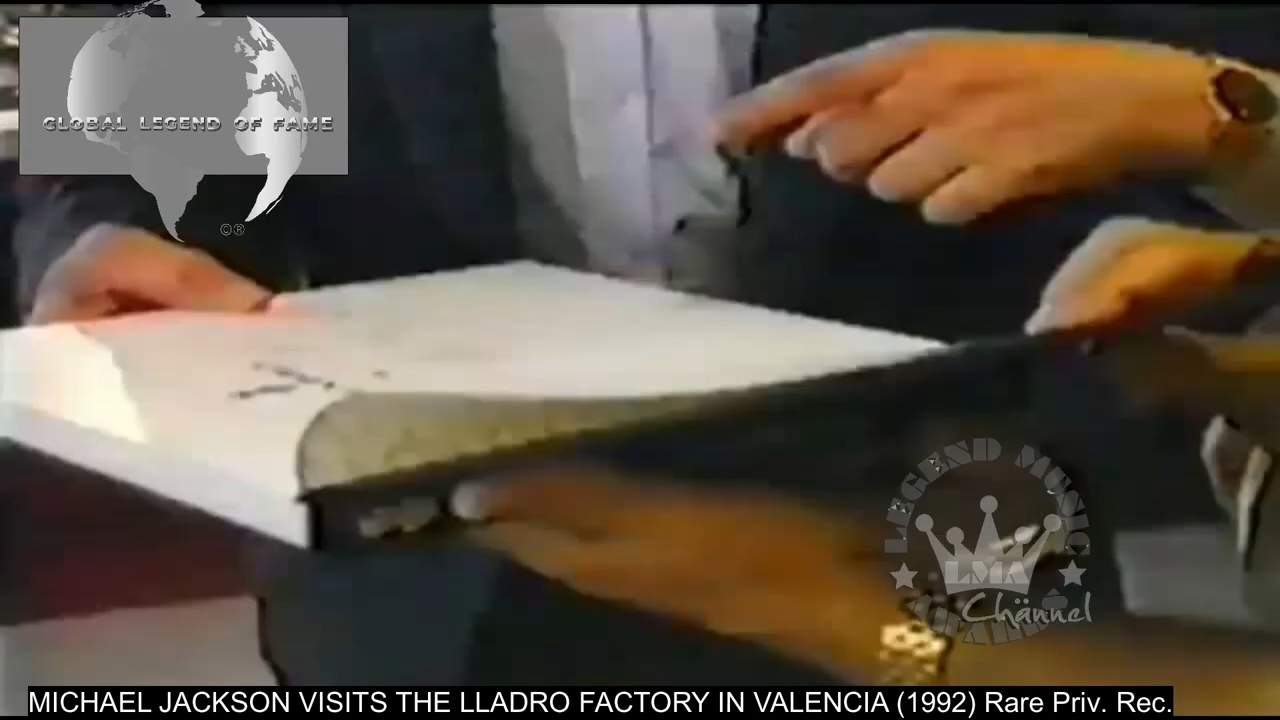 GLOBAL LEGEND OF FAME
©®
LEGEND MUSIC
LMA
Chännel
MICHAEL JACKSON VISITS THE LLADRO FACTORY IN VALENCIA (1992) Rare Priv. Rec.